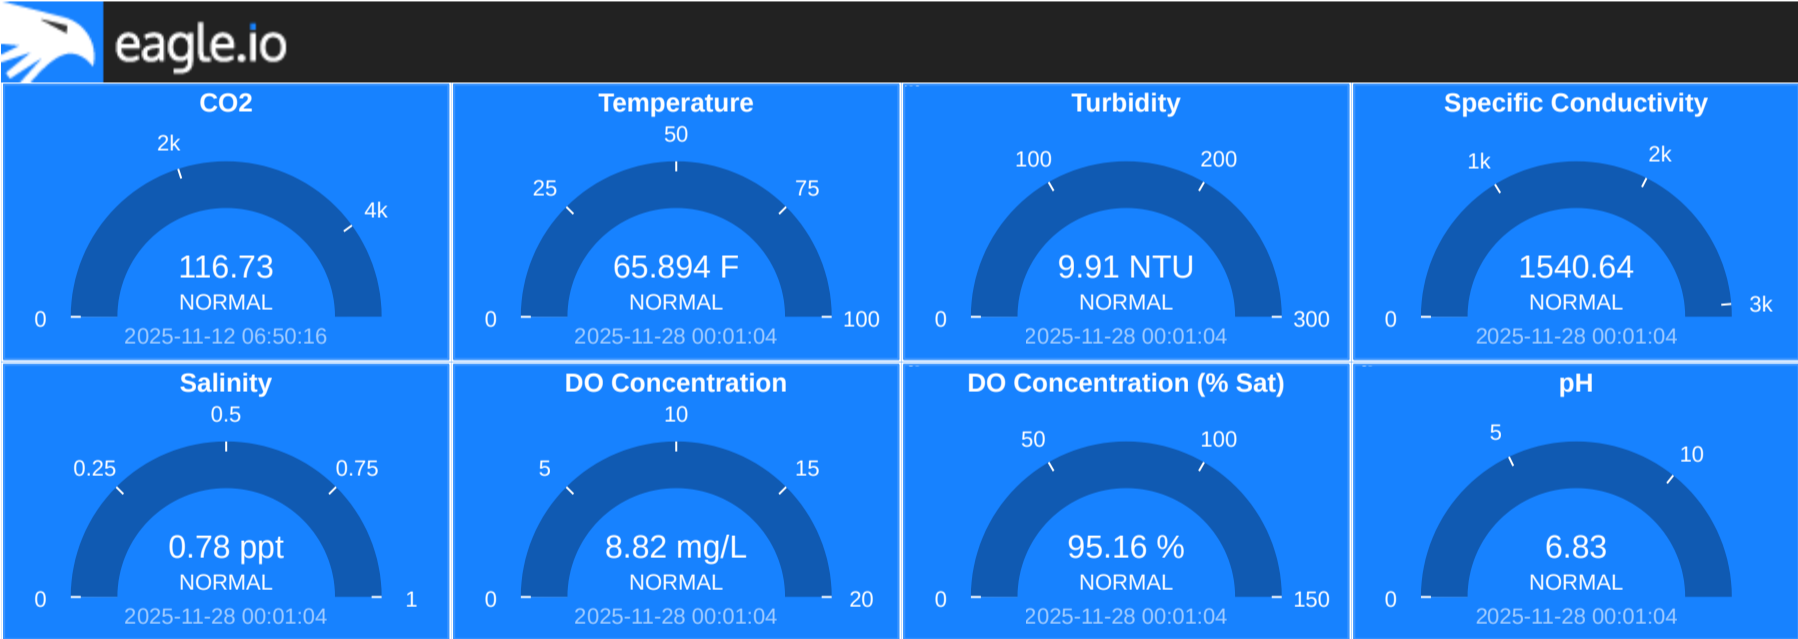 eagle.io
CO2
2k
4k
0
116.73
NORMAL
2025-11-12 06:50:16
Temperature
50
25
75
0
100
65.894 F
NORMAL
2025-11-28 00:01:04
Turbidity
100
200
0
300
9.91 NTU
NORMAL
2025-11-28 00:01:04
Specific Conductivity
1k
2k
0
3k
1540.64
NORMAL
2025-11-28 00:01:04
Salinity
0.5
0.25
0.75
0
1
0.78 ppt
NORMAL
2025-11-28 00:01:04
DO Concentration
10
5
15
0
20
8.82 mg/L
NORMAL
2025-11-28 00:01:04
DO Concentration (% Sat)
50
100
0
150
95.16 %
NORMAL
2025-11-28 00:01:04
pH
5
10
0
6.83
NORMAL
2025-11-28 00:01:04